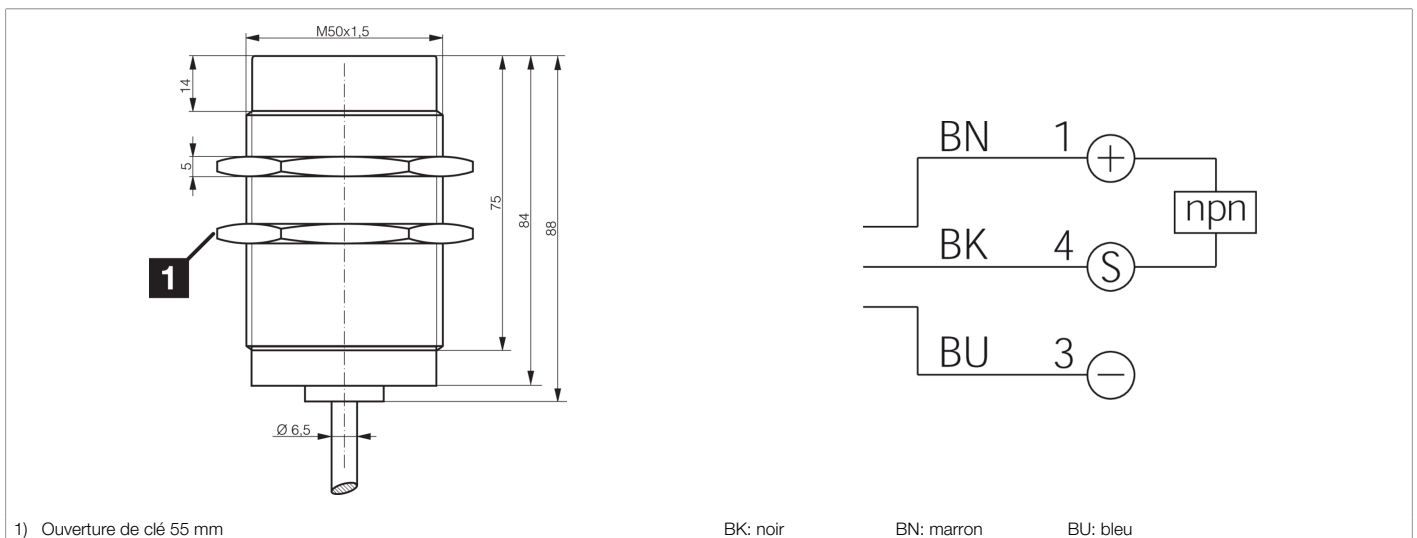 M50x1,5
14
5
75
84
88
1
Ø 6,5
BN 1 +
npn
BK 4 S
BU 3 −
1) Ouverture de clé 55 mm
BK: noir BN: marron BU: bleu